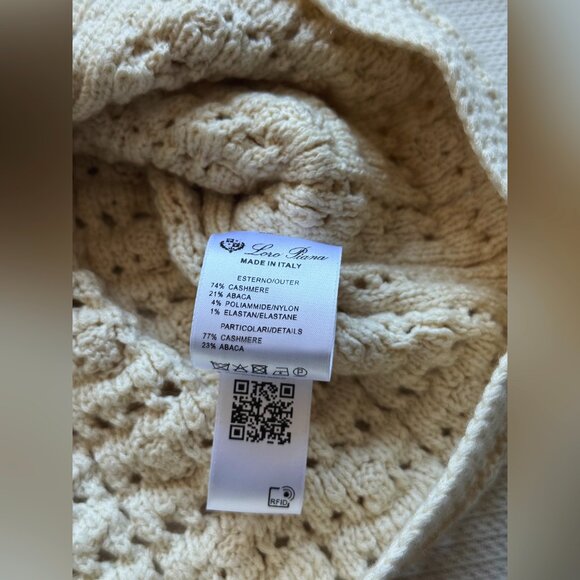 Loro Piana
MADE IN ITALY
ESTERNO/OUTER
74% CASHMERE
21% ABACA
4% POLIAMMIDE/NYLON
1% ELASTAN/ELASTANE
PARTICOLARI/DETAILS
77% CASHMERE
23% ABACA
P
RFID